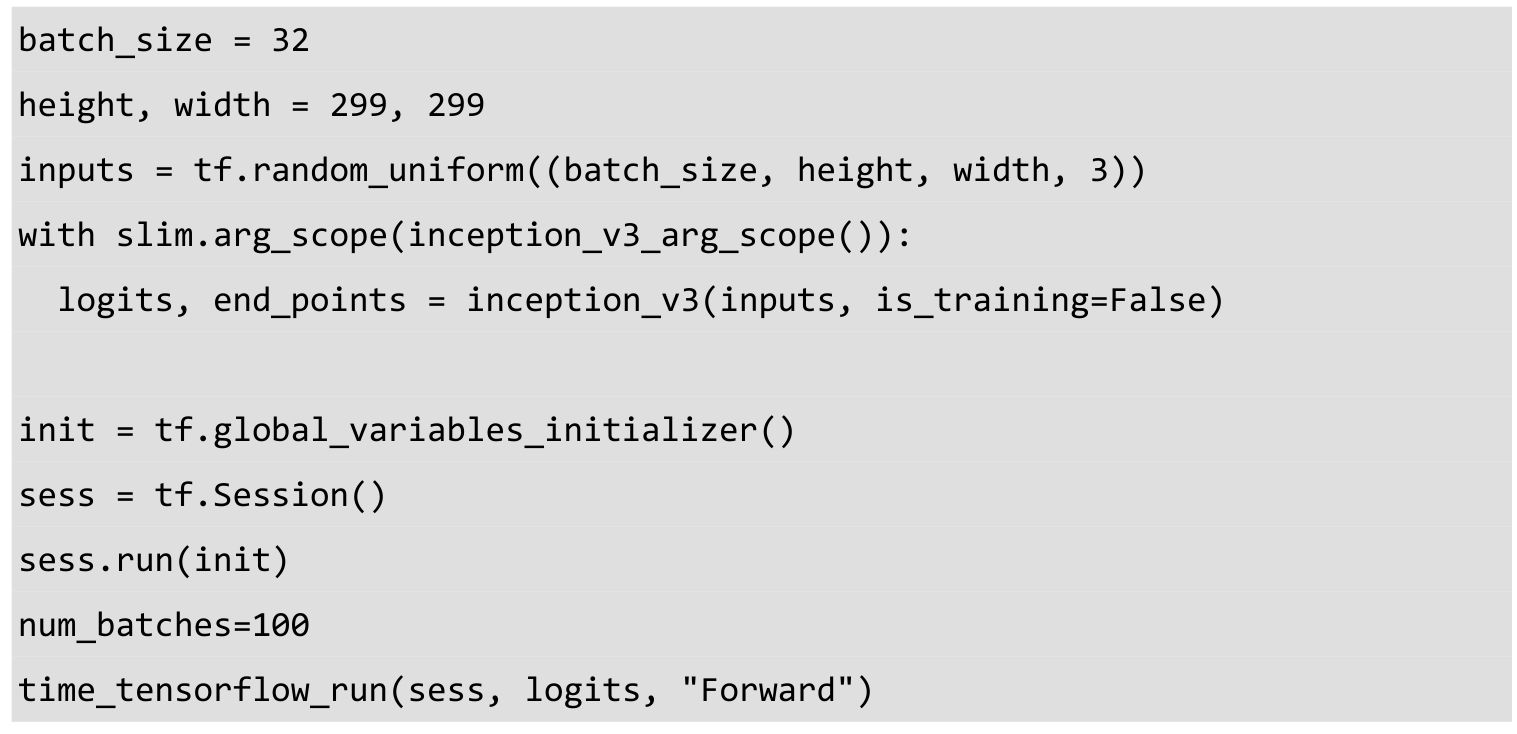 batch_size = 32
height, width = 299, 299
inputs = tf.random_uniform((batch_size, height, width, 3))
with slim.arg_scope(inception_v3_arg_scope()):
  logits, end_points = inception_v3(inputs, is_training=False)

init = tf.global_variables_initializer()
sess = tf.Session()
sess.run(init)
num_batches=100
time_tensorflow_run(sess, logits, "Forward")